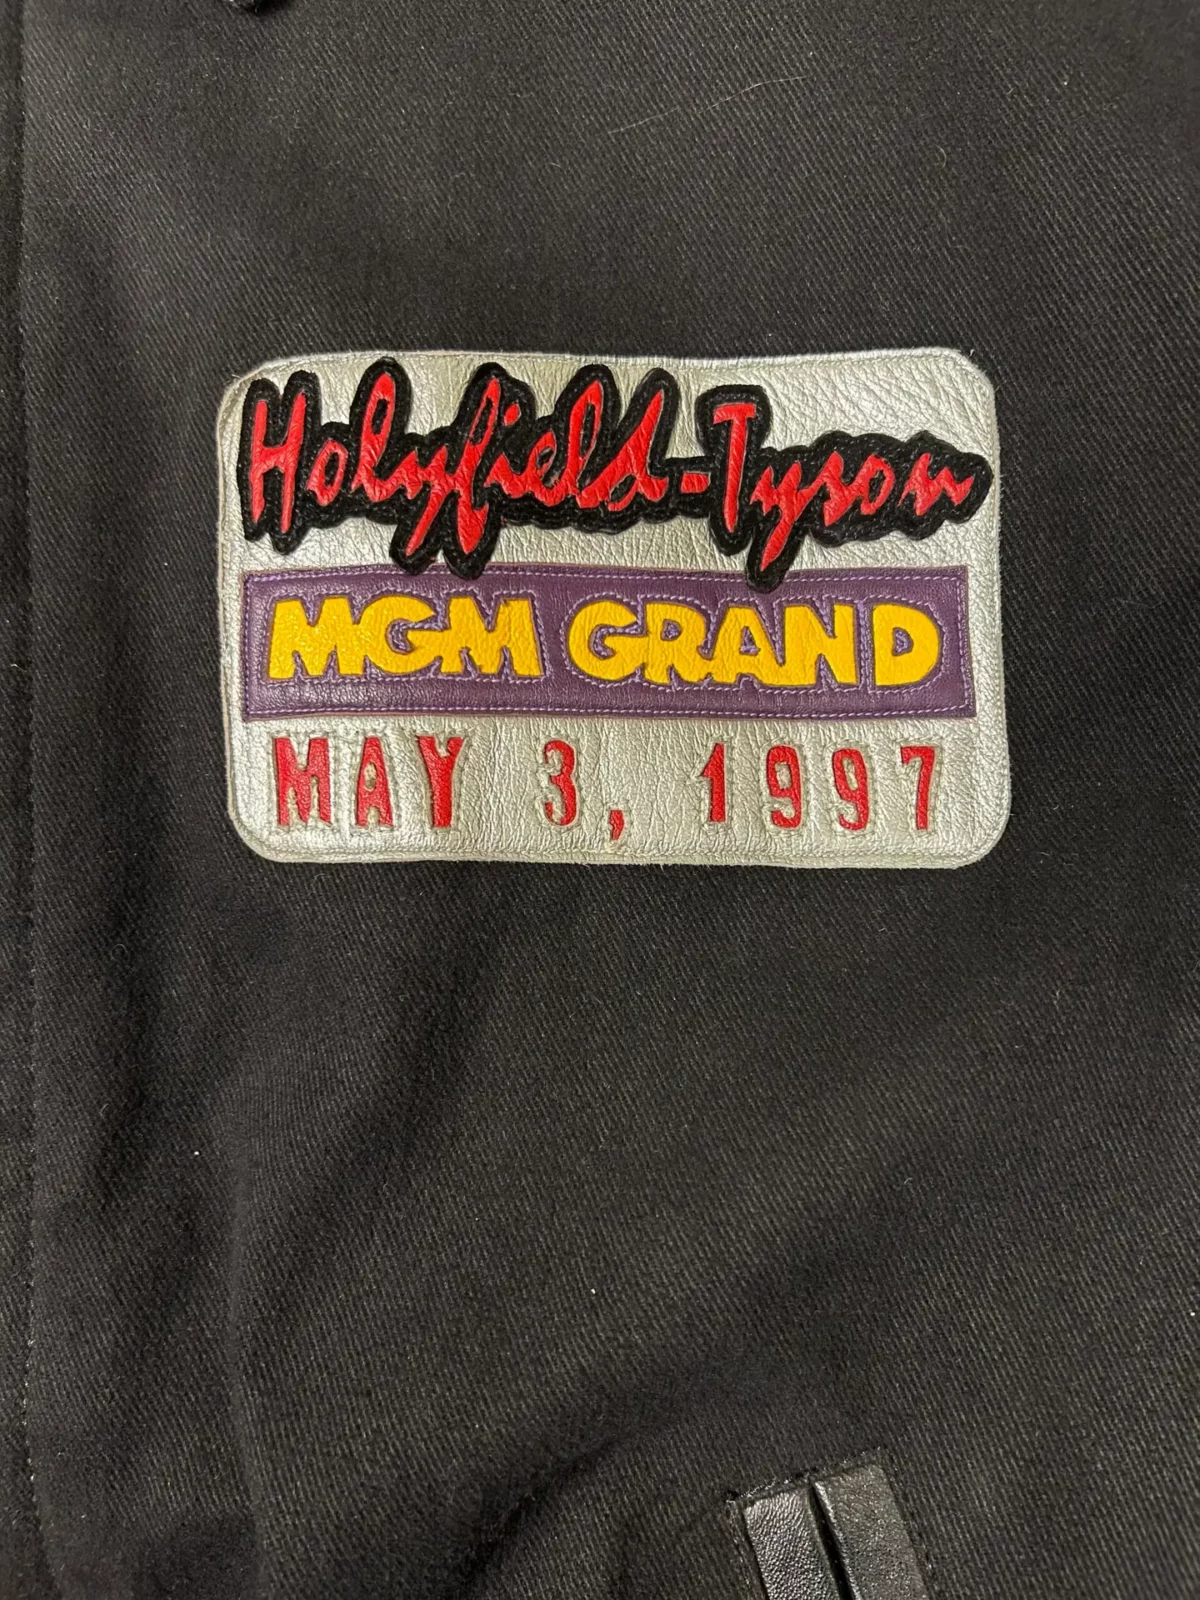 Holyfield-Tyson
MGM GRAND
MAY 3, 1997